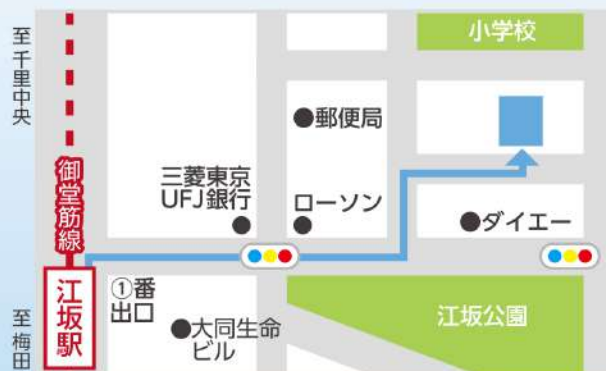 至千里中央
御堂筋線
江坂駅
至梅田
小学校
●郵便局
三菱東京
UFJ銀行
ローソン
●ダイエー
①番
出口
●大同生命
ビル
江坂公園